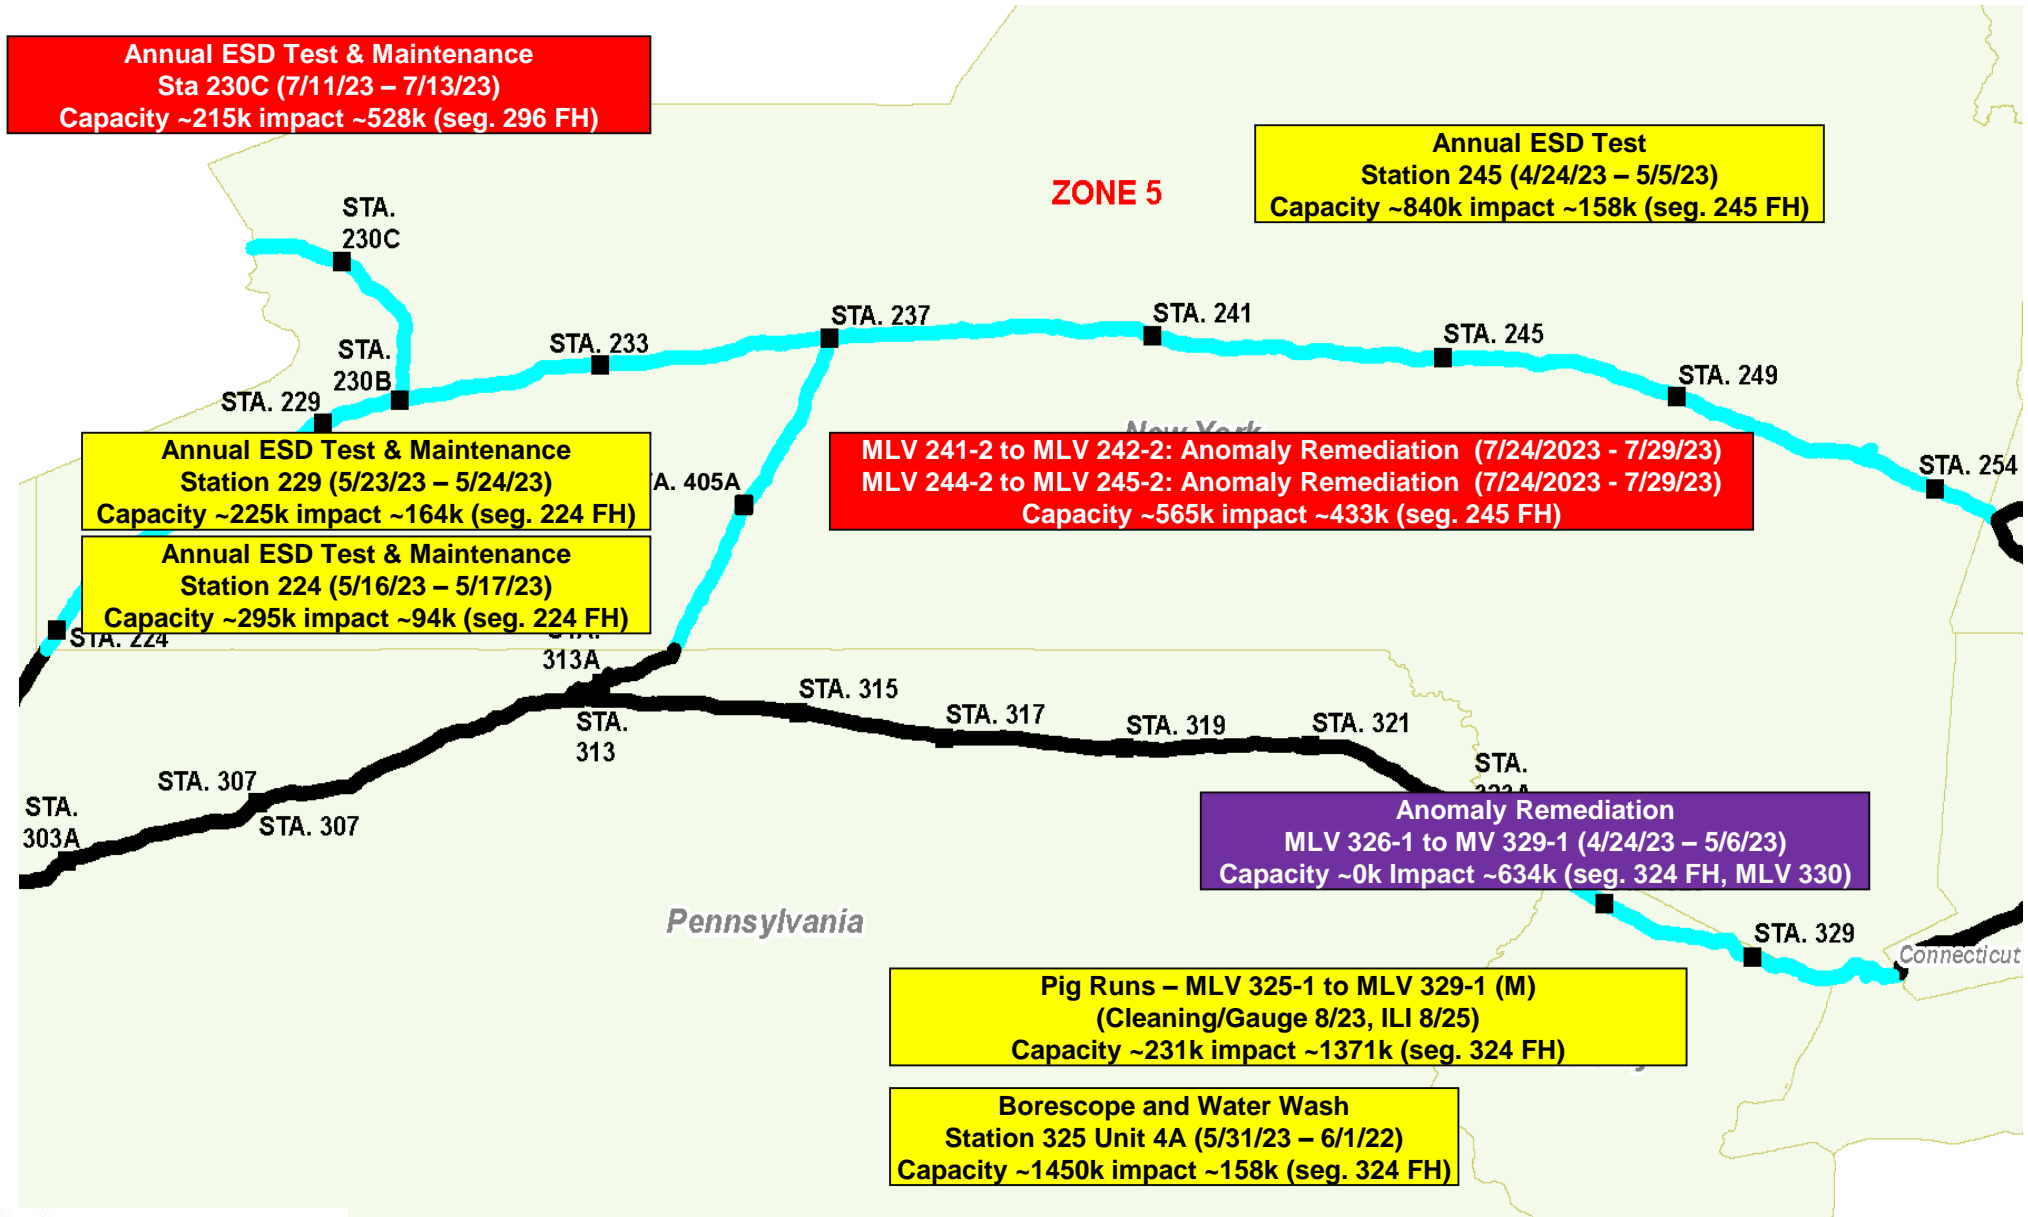 Annual ESD Test & Maintenance
Sta 230C (7/11/23 – 7/13/23)
Capacity ~215k impact ~528k (seg. 296 FH)
Annual ESD Test
Station 245 (4/24/23 – 5/5/23)
Capacity ~840k impact ~158k (seg. 245 FH)
ZONE 5
STA.
230C
STA. 237
STA. 241
STA. 233
STA. 245
STA.
230B
STA. 249
STA. 229
New York
Annual ESD Test & Maintenance
Station 229 (5/23/23 – 5/24/23)
Capacity ~225k impact ~164k (seg. 224 FH)
A. 405A
MLV 241-2 to MLV 242-2: Anomaly Remediation (7/24/2023 - 7/29/23)
MLV 244-2 to MLV 245-2: Anomaly Remediation (7/24/2023 - 7/29/23)
Capacity ~565k impact ~433k (seg. 245 FH)
STA. 254
Annual ESD Test & Maintenance
Station 224 (5/16/23 – 5/17/23)
Capacity ~295k impact ~94k (seg. 224 FH)
STA. 224
STA.
313A
STA. 315
STA. 317
STA. 319
STA. 321
STA.
313
STA.
323A
STA. 307
STA. 307
STA.
303A
Anomaly Remediation
MLV 326-1 to MV 329-1 (4/24/23 – 5/6/23)
Capacity ~0k Impact ~634k (seg. 324 FH, MLV 330)
Pennsylvania
STA. 329
Connecticut
Pig Runs – MLV 325-1 to MLV 329-1 (M)
(Cleaning/Gauge 8/23, ILI 8/25)
Capacity ~231k impact ~1371k (seg. 324 FH)
Borescope and Water Wash
Station 325 Unit 4A (5/31/23 – 6/1/22)
Capacity ~1450k impact ~158k (seg. 324 FH)